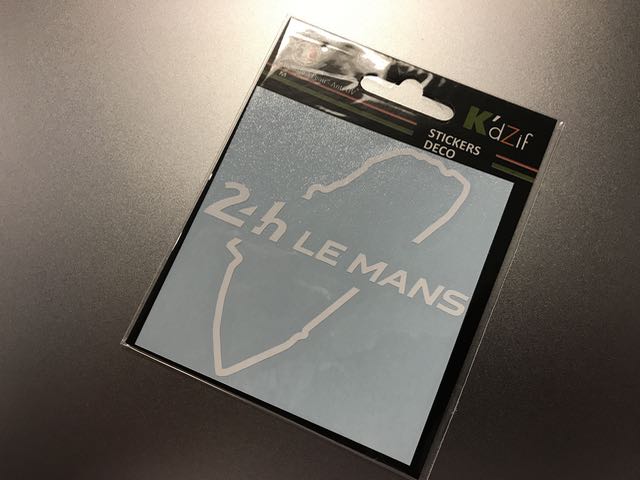 K'dZif
STICKERS
DECO
24h LE MANS